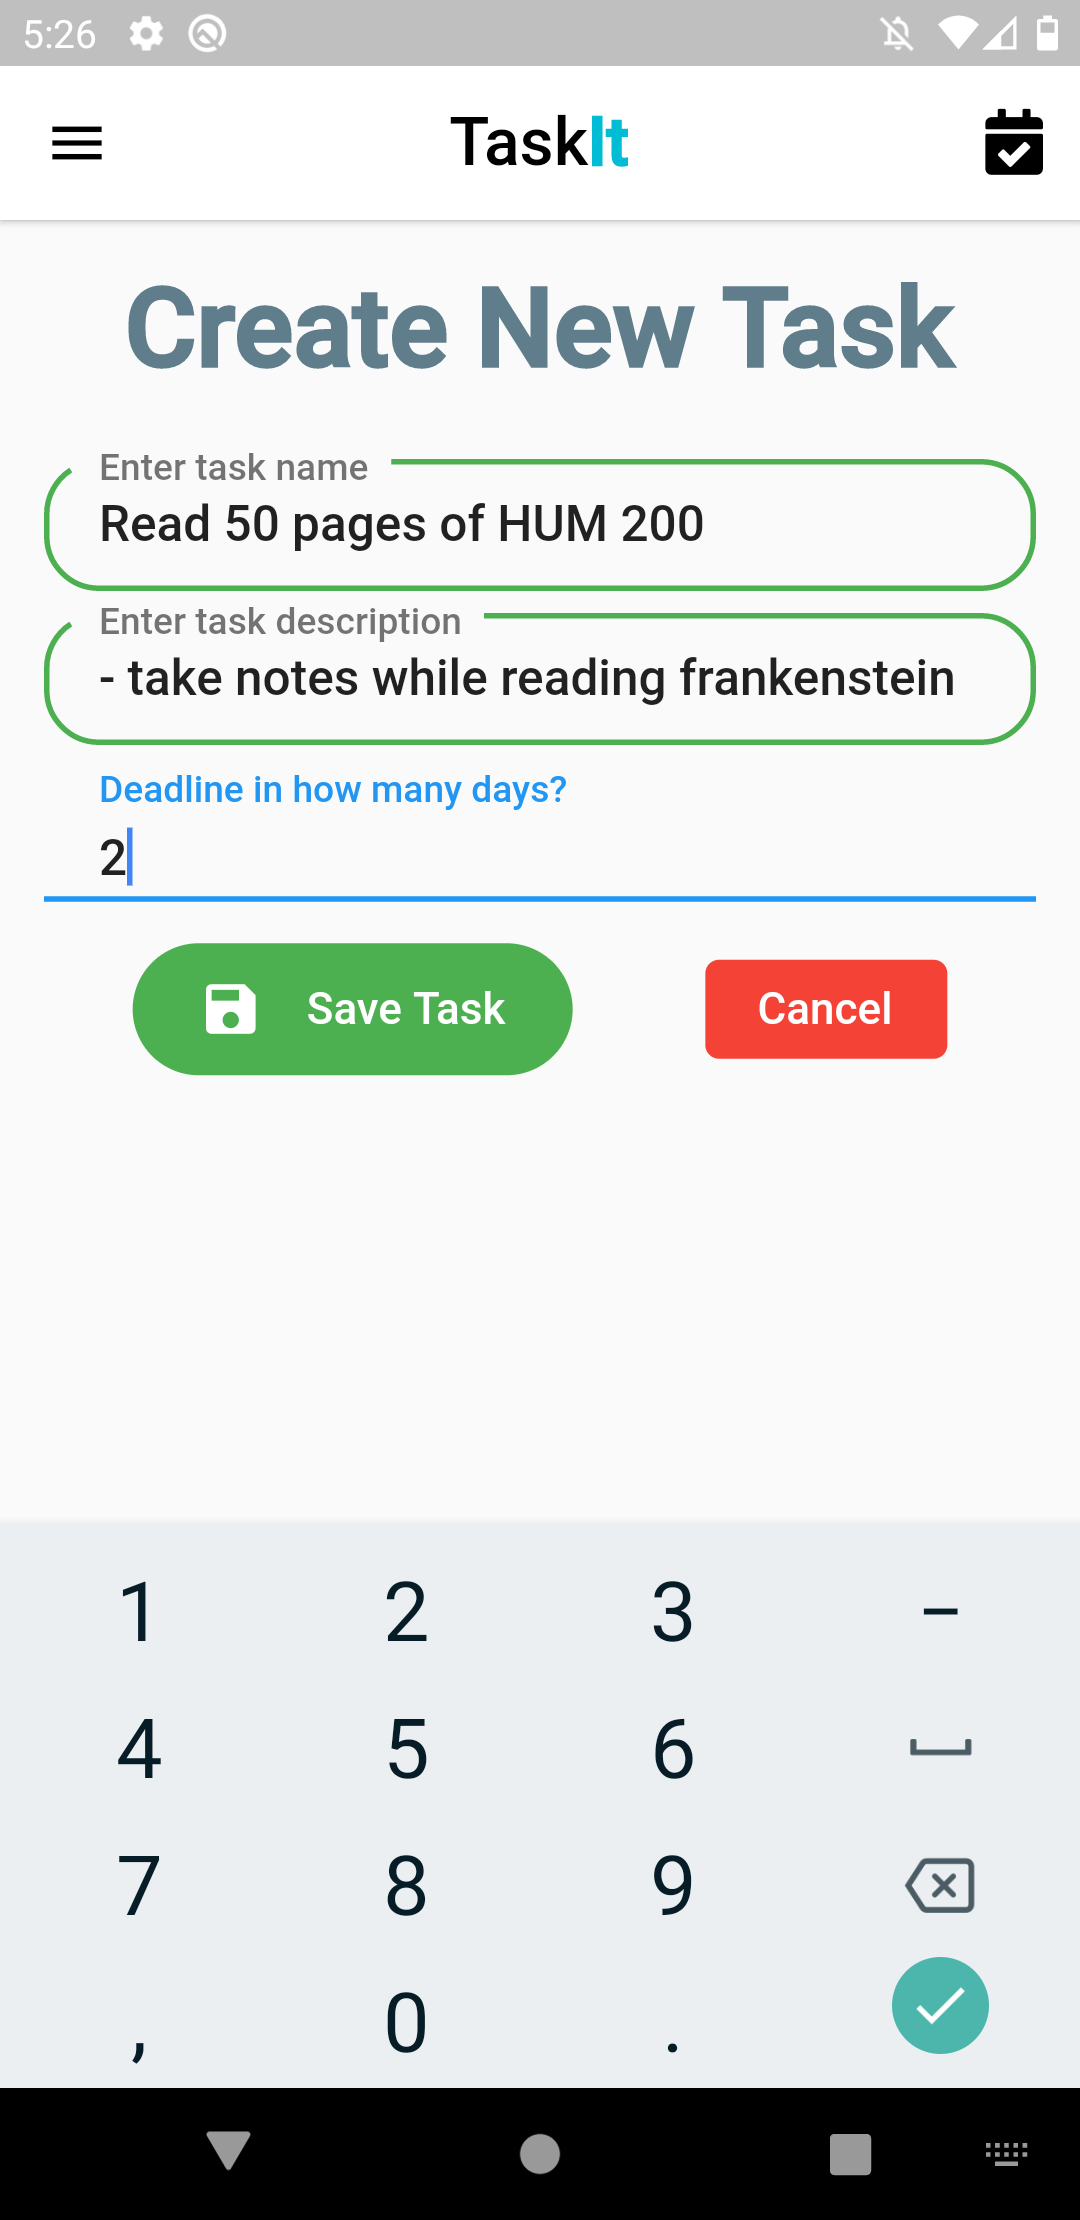 5:26
TaskIt
Create New Task
Enter task name
Read 50 pages of HUM 200
Enter task description
- take notes while reading frankenstein
Deadline in how many days?
2
Save Task Cancel
1 2 3 –
4 5 6
7 8 9
, 0 .